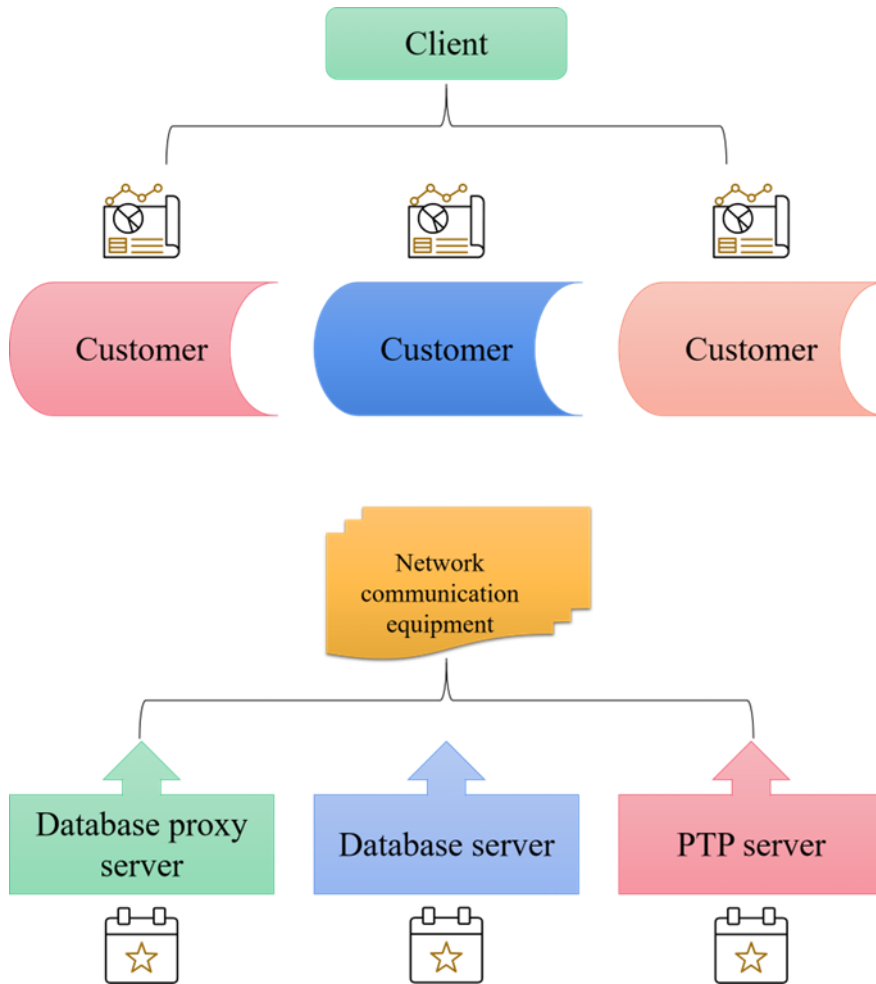 Client
Customer
Customer
Customer
Network
communication
equipment
Database proxy
server
Database server
PTP server